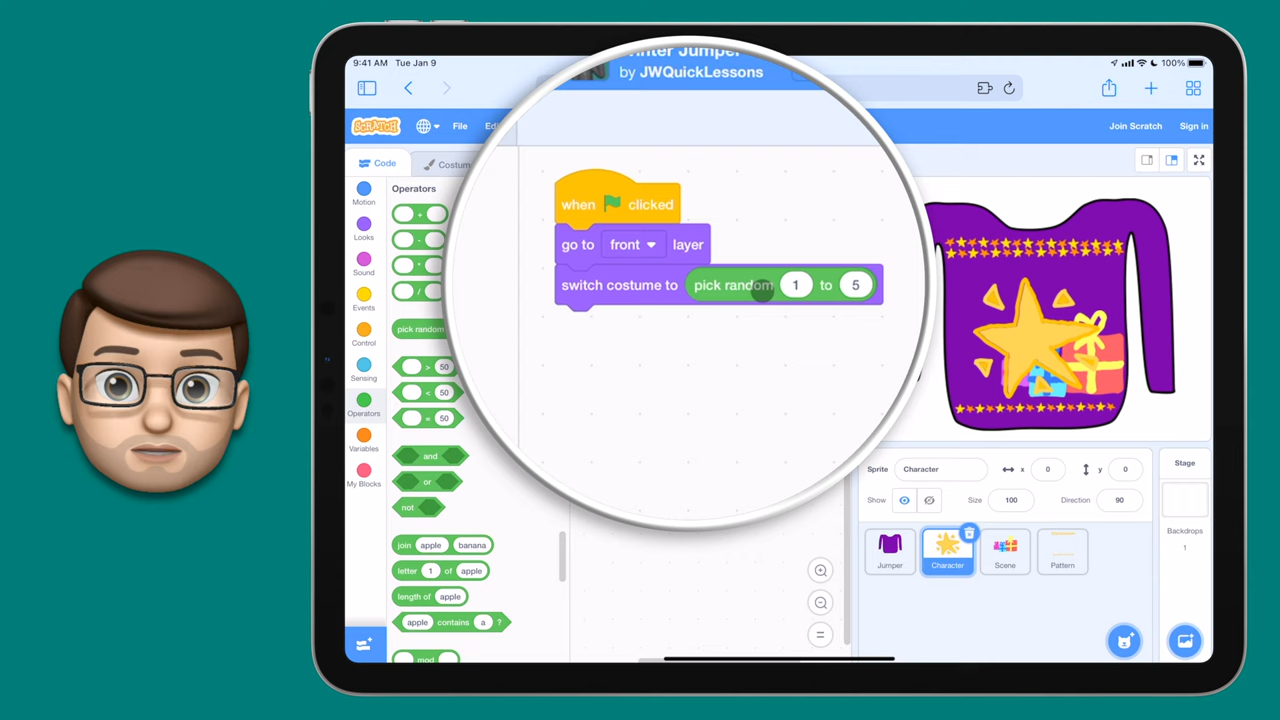 9:41 AM Tue Jan 9
100%
nter Jumper
by JWQuickLessons
SCRATCH
File
Join Scratch
Sign in
Code
Costum
Motion
Looks
Sound
Events
Control
Sensing
Operators
Variables
My Blocks
Operators
+
-
*
/
pick random
> 50
< 50
= 50
and
or
not
join apple banana
letter 1 of apple
length of apple
apple contains a ?
mod
when clicked
go to front layer
switch costume to pick random 1 to 5
Sprite Character x 0 y 0
Show Size 100 Direction 90
Jumper
Character
Scene
Pattern
Stage
Backdrops
1